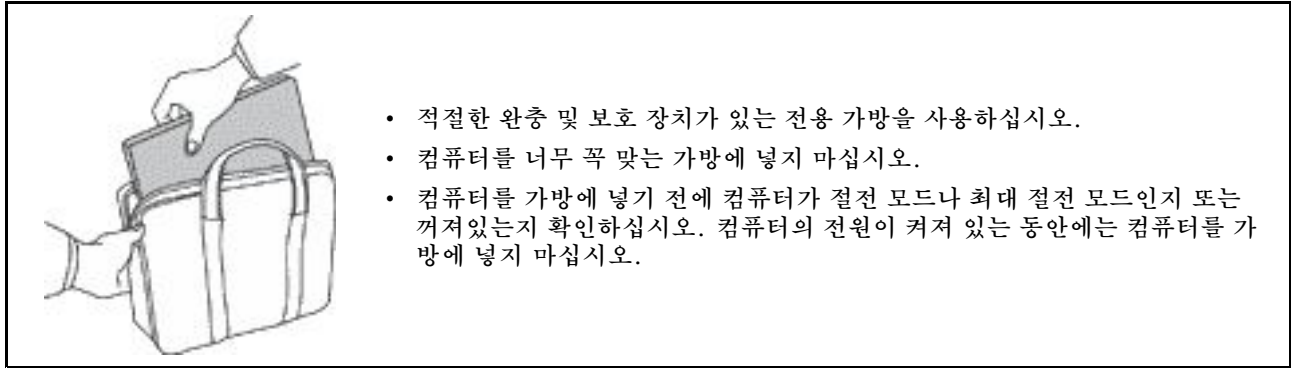 • 적절한 완충 및 보호 장치가 있는 전용 가방을 사용하십시오.
• 컴퓨터를 너무 꼭 맞는 가방에 넣지 마십시오.
• 컴퓨터를 가방에 넣기 전에 컴퓨터가 절전 모드나 최대 절전 모드인지 또는
꺼져있는지 확인하십시오. 컴퓨터의 전원이 켜져 있는 동안에는 컴퓨터를 가
방에 넣지 마십시오.